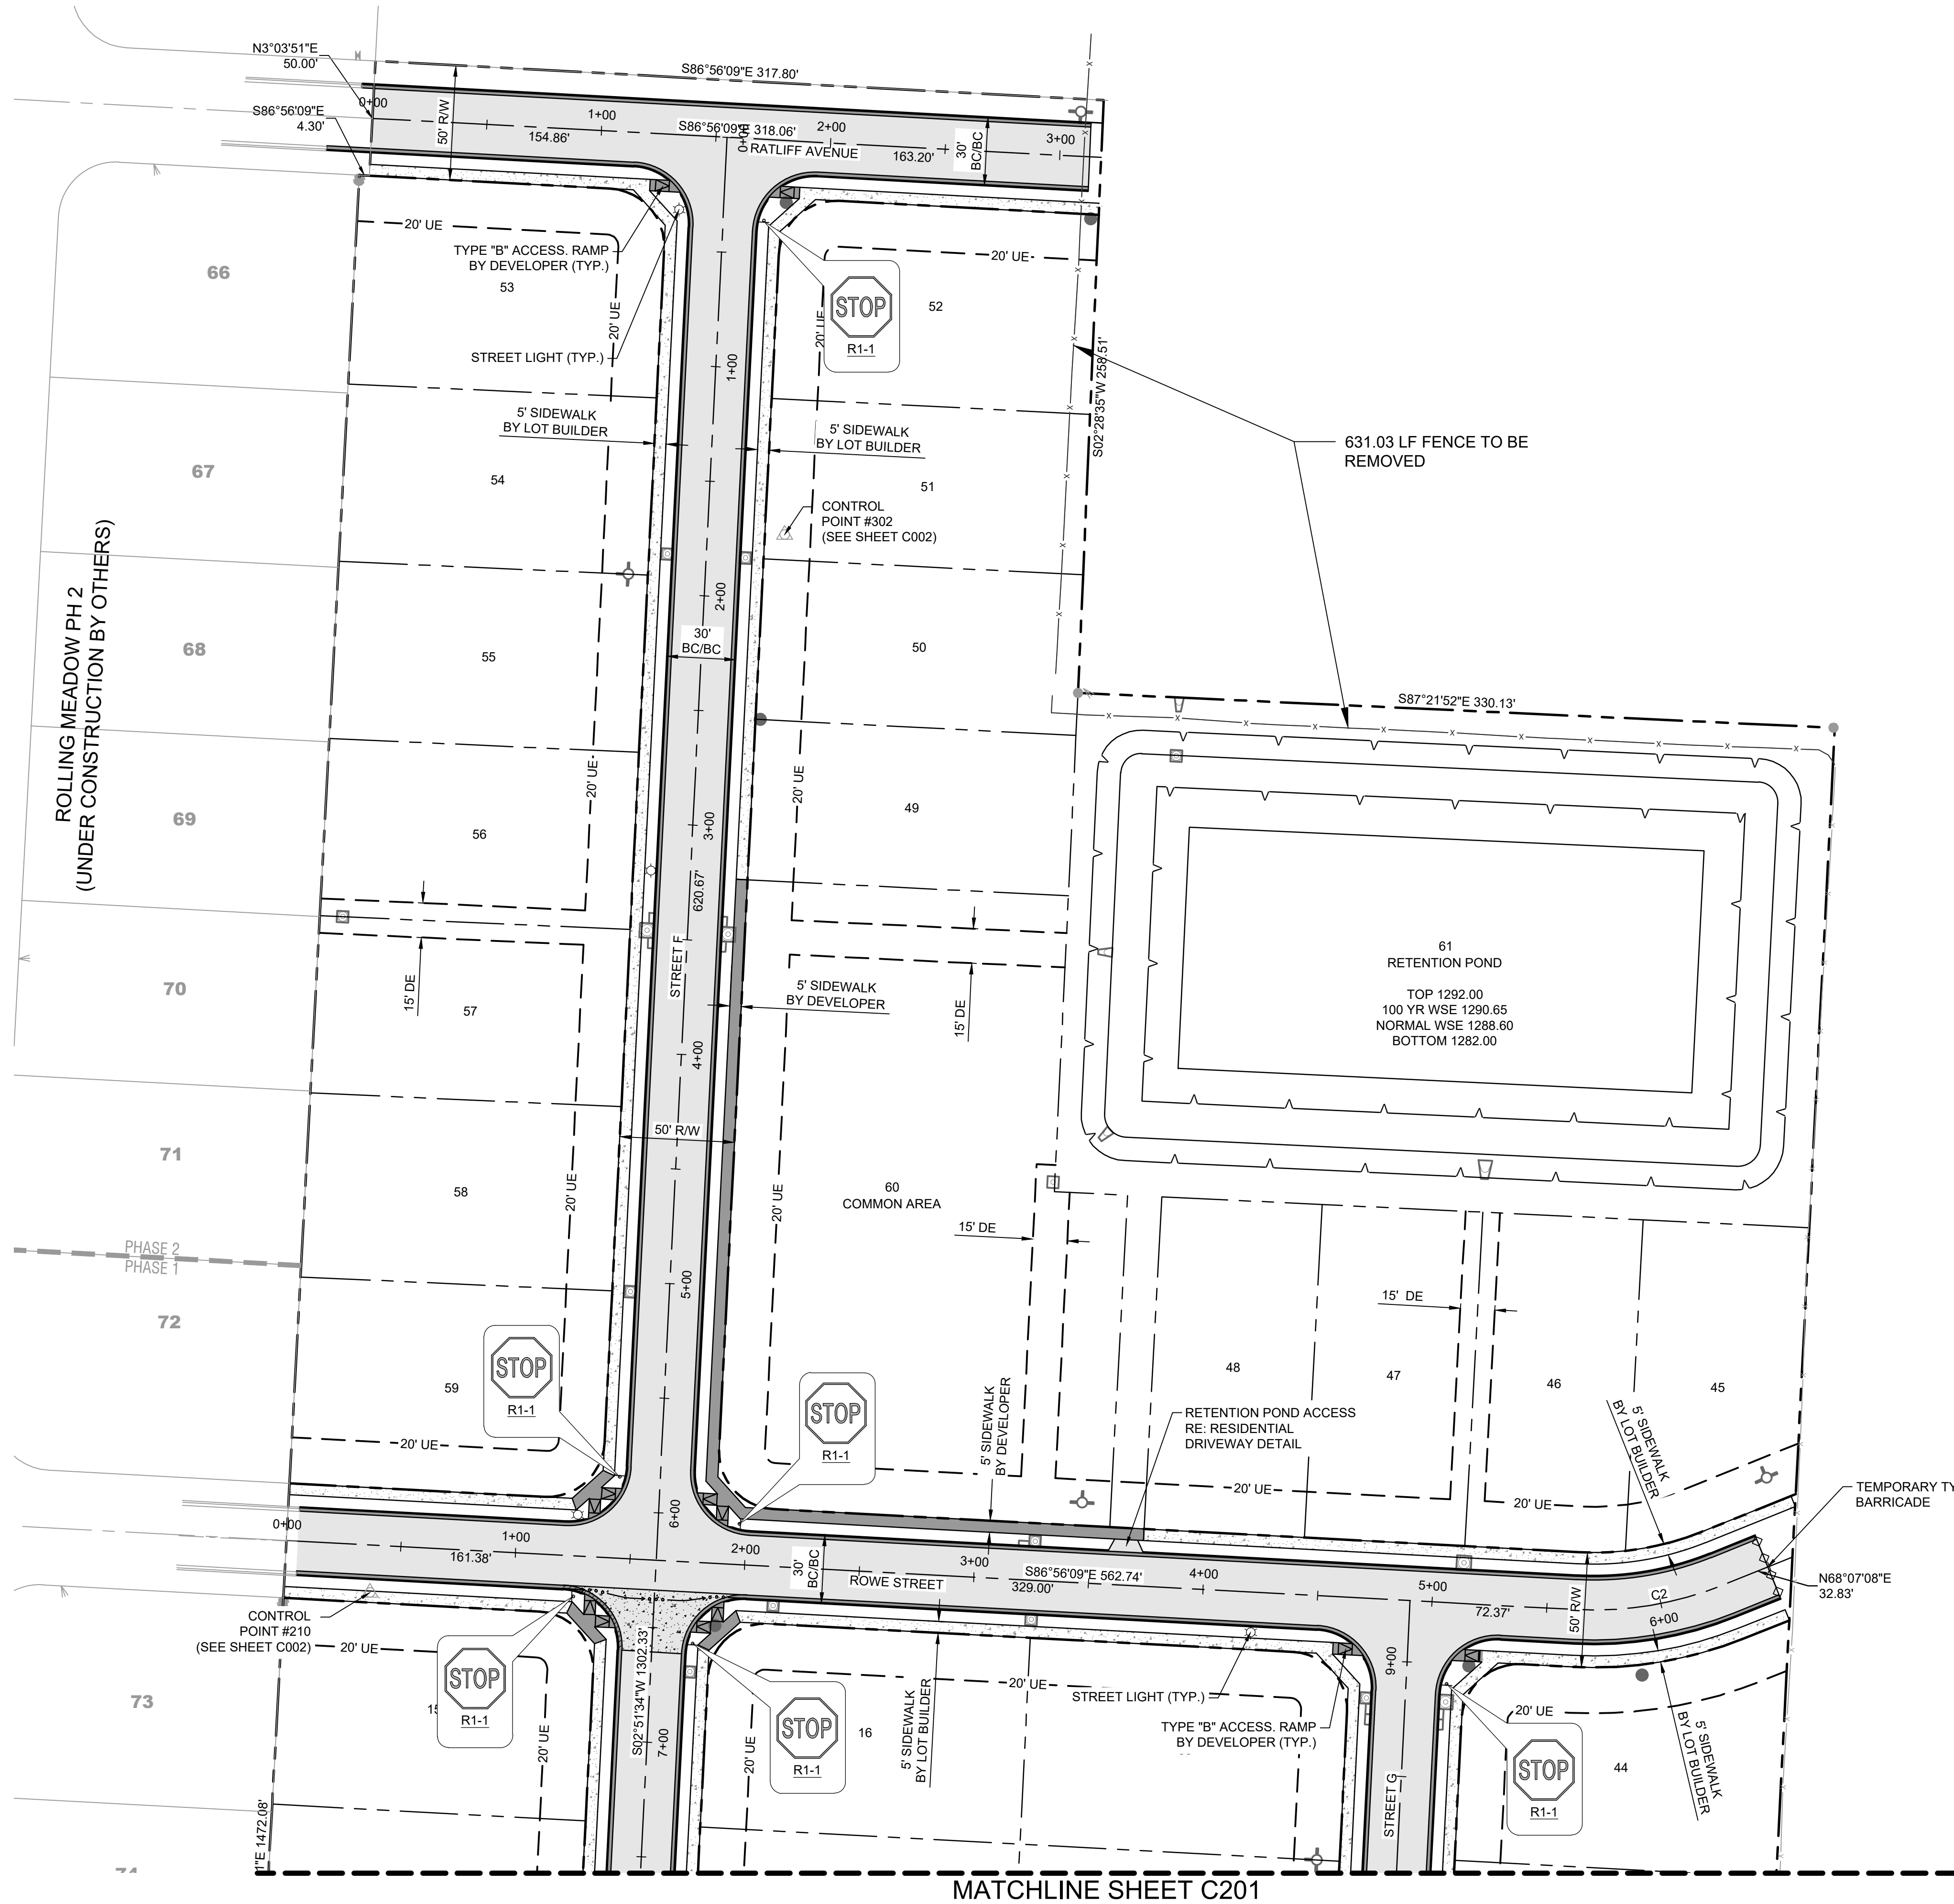 N3°03'51"E
50.00'
S86°56'09"E 317.80'
S86°56'09"E
4.30'
0+00
50' R/W
1+00
154.86'
S86°56'09"E 318.06'
0+00
2+00
RATLIFF AVENUE
163.20'
30'
BC/BC
3+00
66
20' UE
TYPE "B" ACCESS. RAMP
BY DEVELOPER (TYP.)
53
20' UE
STREET LIGHT (TYP.)
STOP
R1-1
20' UE
20' UE
52
1+00
S02°28'35"W 258.51'
5' SIDEWALK
BY LOT BUILDER
5' SIDEWALK
BY LOT BUILDER
631.03 LF FENCE TO BE
REMOVED
67
54
51
CONTROL
POINT #302
(SEE SHEET C002)
ROLLING MEADOW PH 2
(UNDER CONSTRUCTION BY OTHERS)
2+00
30'
BC/BC
68
55
50
S87°21'52"E 330.13'
20' UE
20' UE
69
56
49
3+00
620.67'
STREET F
61
RETENTION POND
TOP 1292.00
100 YR WSE 1290.65
NORMAL WSE 1288.60
BOTTOM 1282.00
70
15' DE
57
5' SIDEWALK
BY DEVELOPER
15' DE
4+00
50' R/W
71
58
20' UE
20' UE
60
COMMON AREA
15' DE
PHASE 2
PHASE 1
5+00
15' DE
72
STOP
R1-1
59
20' UE
STOP
R1-1
5' SIDEWALK
BY DEVELOPER
48
47
46
45
RETENTION POND ACCESS
RE: RESIDENTIAL
DRIVEWAY DETAIL
5' SIDEWALK
BY LOT BUILDER
20' UE
20' UE
TEMPORARY TY
BARRICADE
0+00
1+00
161.38'
6+00
2+00
30'
BC/BC
ROWE STREET
3+00
S86°56'09"E 562.74'
329.00'
4+00
5+00
72.37'
50' R/W
C2
6+00
N68°07'08"E
32.83'
CONTROL
POINT #210
(SEE SHEET C002)
20' UE
STOP
R1-1
73
20' UE
S02°51'34"W 1302.33'
7+00
20' UE
STOP
R1-1
16
5' SIDEWALK
BY LOT BUILDER
20' UE
STREET LIGHT (TYP.)
TYPE "B" ACCESS. RAMP
BY DEVELOPER (TYP.)
9+00
STREET G
20' UE
STOP
R1-1
5' SIDEWALK
BY LOT BUILDER
44
1"E 1472.08'
MATCHLINE SHEET C201